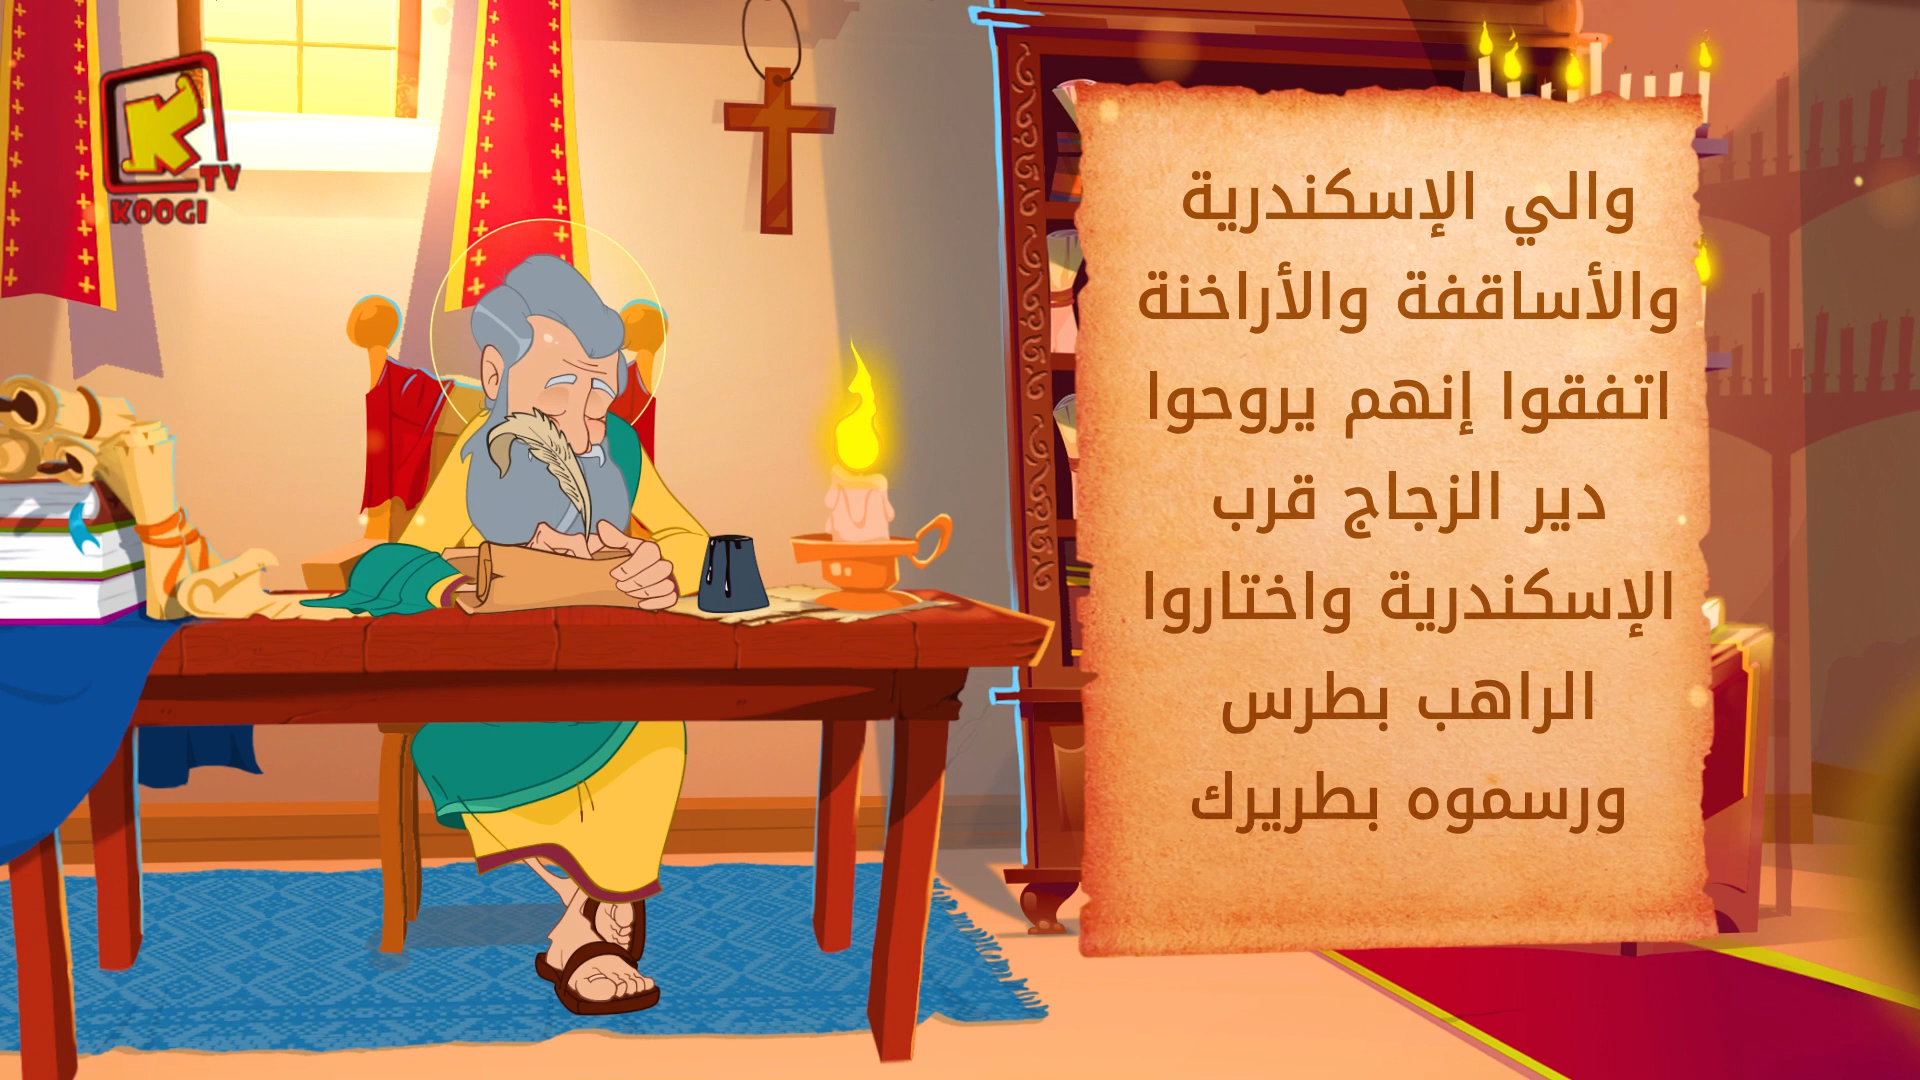 K
TV
KOOGI
والي الإسكندرية
والأساقفة والأراخنة
اتفقوا إنهم يروحوا
دير الزجاج قرب
الإسكندرية واختاروا
الراهب بطرس
ورسموه بطريرك